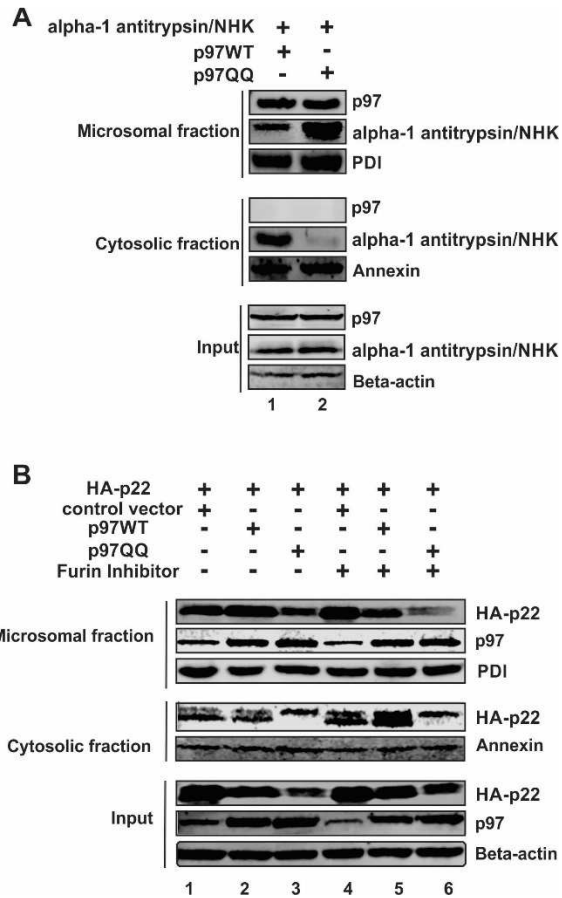 A
alpha-1 antitrypsin/NHK + +
p97WT + -
p97QQ - +
p97
Microsomal fraction alpha-1 antitrypsin/NHK
PDI
p97
Cytosolic fraction alpha-1 antitrypsin/NHK
Annexin
p97
Input alpha-1 antitrypsin/NHK
Beta-actin
1 2
B
HA-p22 + + + + + +
control vector + - - + - -
p97WT - + - - + -
p97QQ - - + - - +
Furin Inhibitor - - - + + +
HA-p22
Microsomal fraction p97
PDI
HA-p22
Cytosolic fraction Annexin
HA-p22
Input p97
Beta-actin
1 2 3 4 5 6